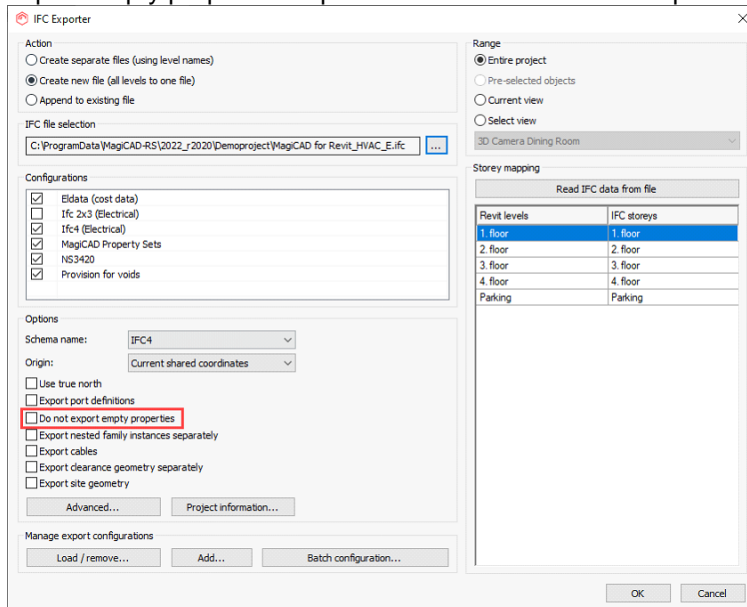 IFC Exporter
Action
Create separate files (using level names)
Create new file (all levels to one file)
Append to existing file
IFC file selection
C:\ProgramData\MagiCAD-RS\2022_r2020\Demoproject\MagiCAD for Revit_HVAC_E.ifc ...
Configurations
Eldata (cost data)
Ifc 2x3 (Electrical)
Ifc4 (Electrical)
MagiCAD Property Sets
NS3420
Provision for voids
Options
Schema name: IFC4
Origin: Current shared coordinates
Use true north
Export port definitions
Do not export empty properties
Export nested family instances separately
Export cables
Export clearance geometry separately
Export site geometry
Advanced... Project information...
Manage export configurations
Load / remove... Add... Batch configuration...
Range
Entire project
Pre-selected objects
Current view
Select view
3D Camera Dining Room
Storey mapping
Read IFC data from file
Revit levels IFC storeys
1. floor 1. floor
2. floor 2. floor
3. floor 3. floor
4. floor 4. floor
Parking Parking
OK Cancel